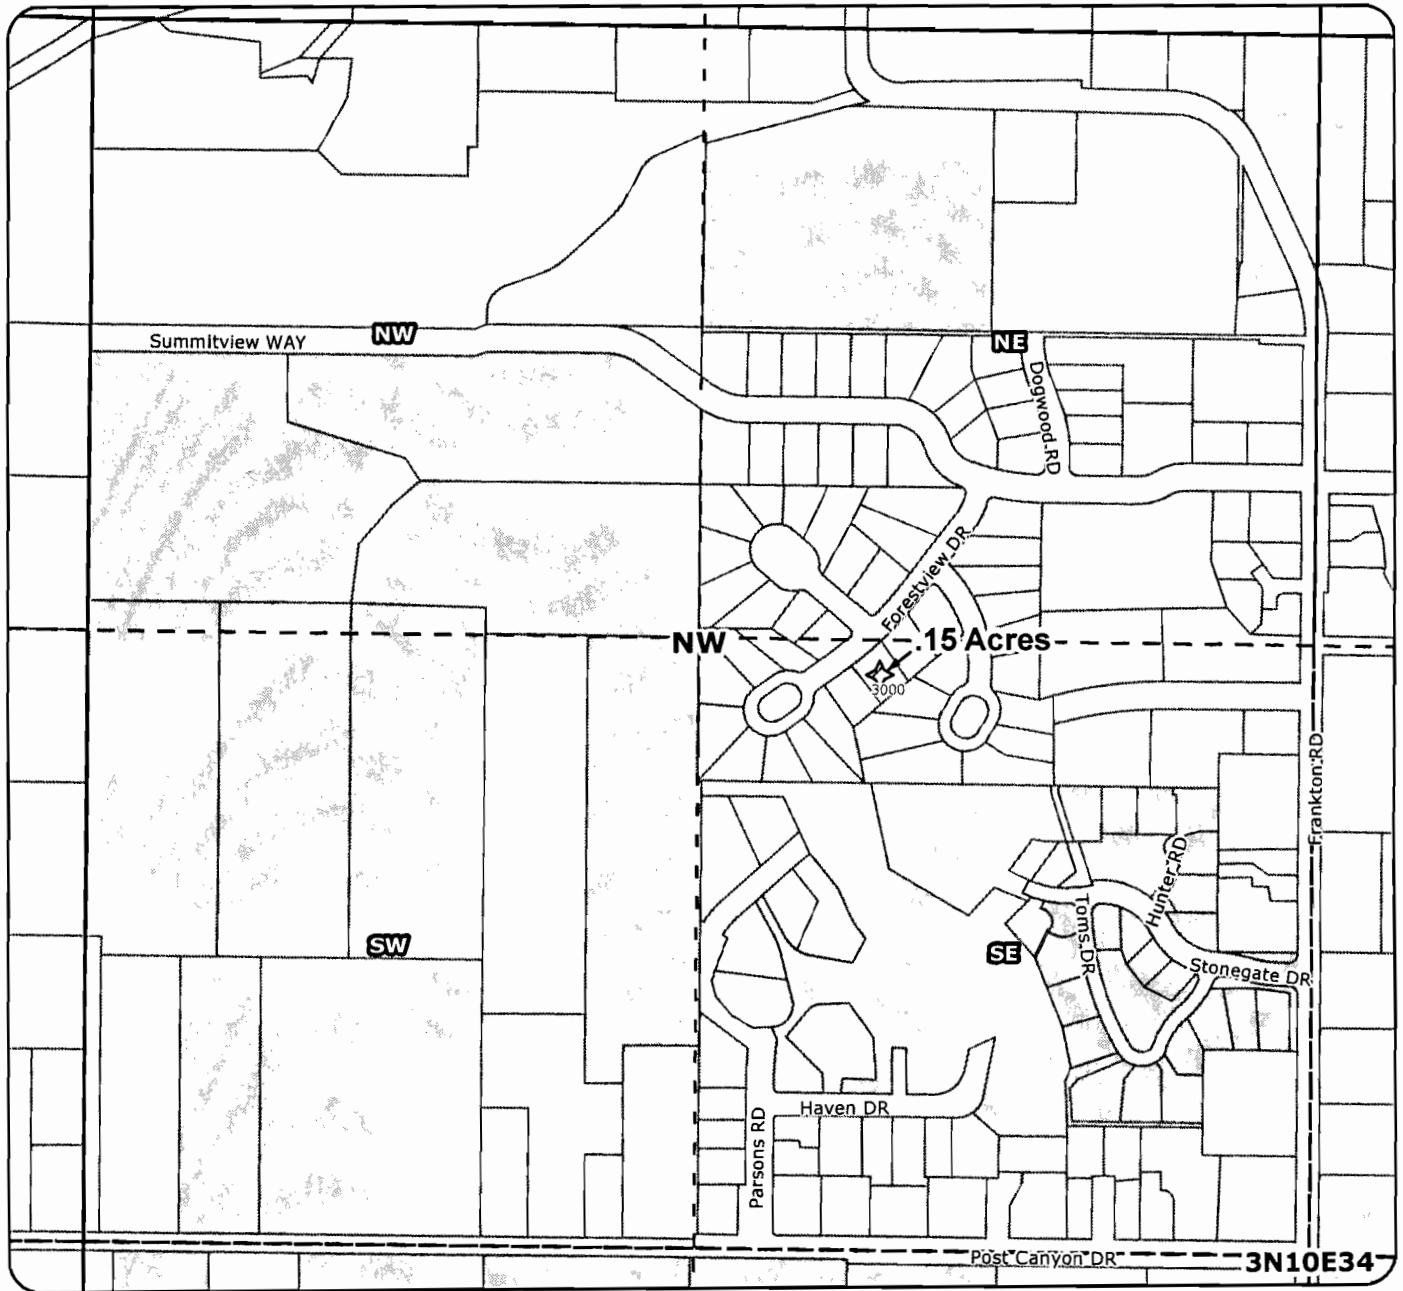 NW
Summitview WAY
NE
Dogwood RD
Forestview DR
NW
.15 Acres
3000
Frankton RD
Hunter RD
Toms DR
SW
SE
Stonegate DR
Haven DR
Parsons RD
Post Canyon DR
3N10E34